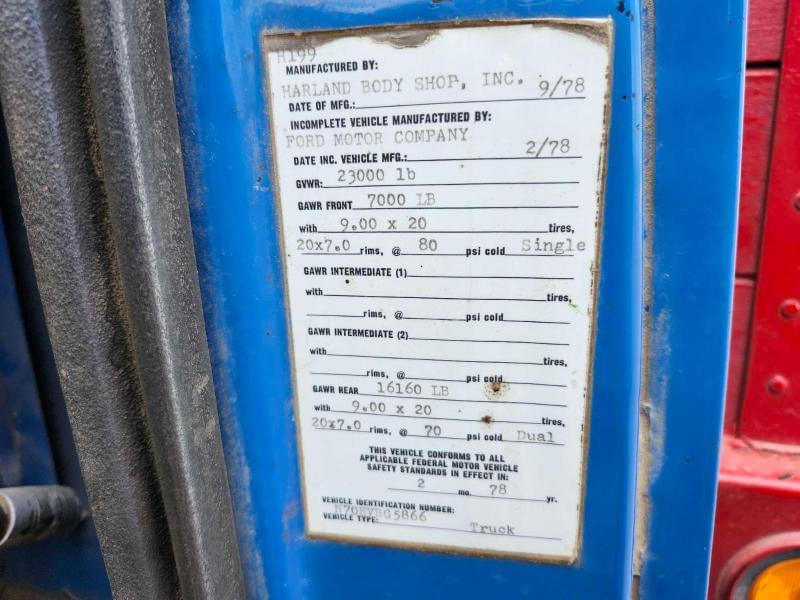 H199
MANUFACTURED BY:
HARLAND BODY SHOP, INC. 9/78
DATE OF MFG.:
INCOMPLETE VEHICLE MANUFACTURED BY:
FORD MOTOR COMPANY
DATE INC. VEHICLE MFG.: 2/78
GVWR: 23000 lb
GAWR FRONT 7000 LB
with 9.00 x 20 tires,
20x7.0 rims, @ 80 psi cold Single
GAWR INTERMEDIATE (1)
with tires,
rims, @ psi cold
GAWR INTERMEDIATE (2)
with tires,
rims, @ psi cold
GAWR REAR 16160 LB
with 9.00 x 20 tires,
20x7.0 rims, @ 70 psi cold Dual
THIS VEHICLE CONFORMS TO ALL
APPLICABLE FEDERAL MOTOR VEHICLE
SAFETY STANDARDS IN EFFECT IN:
2 mo. 78 yr.
VEHICLE IDENTIFICATION NUMBER:
N70EVBG5866
VEHICLE TYPE: Truck